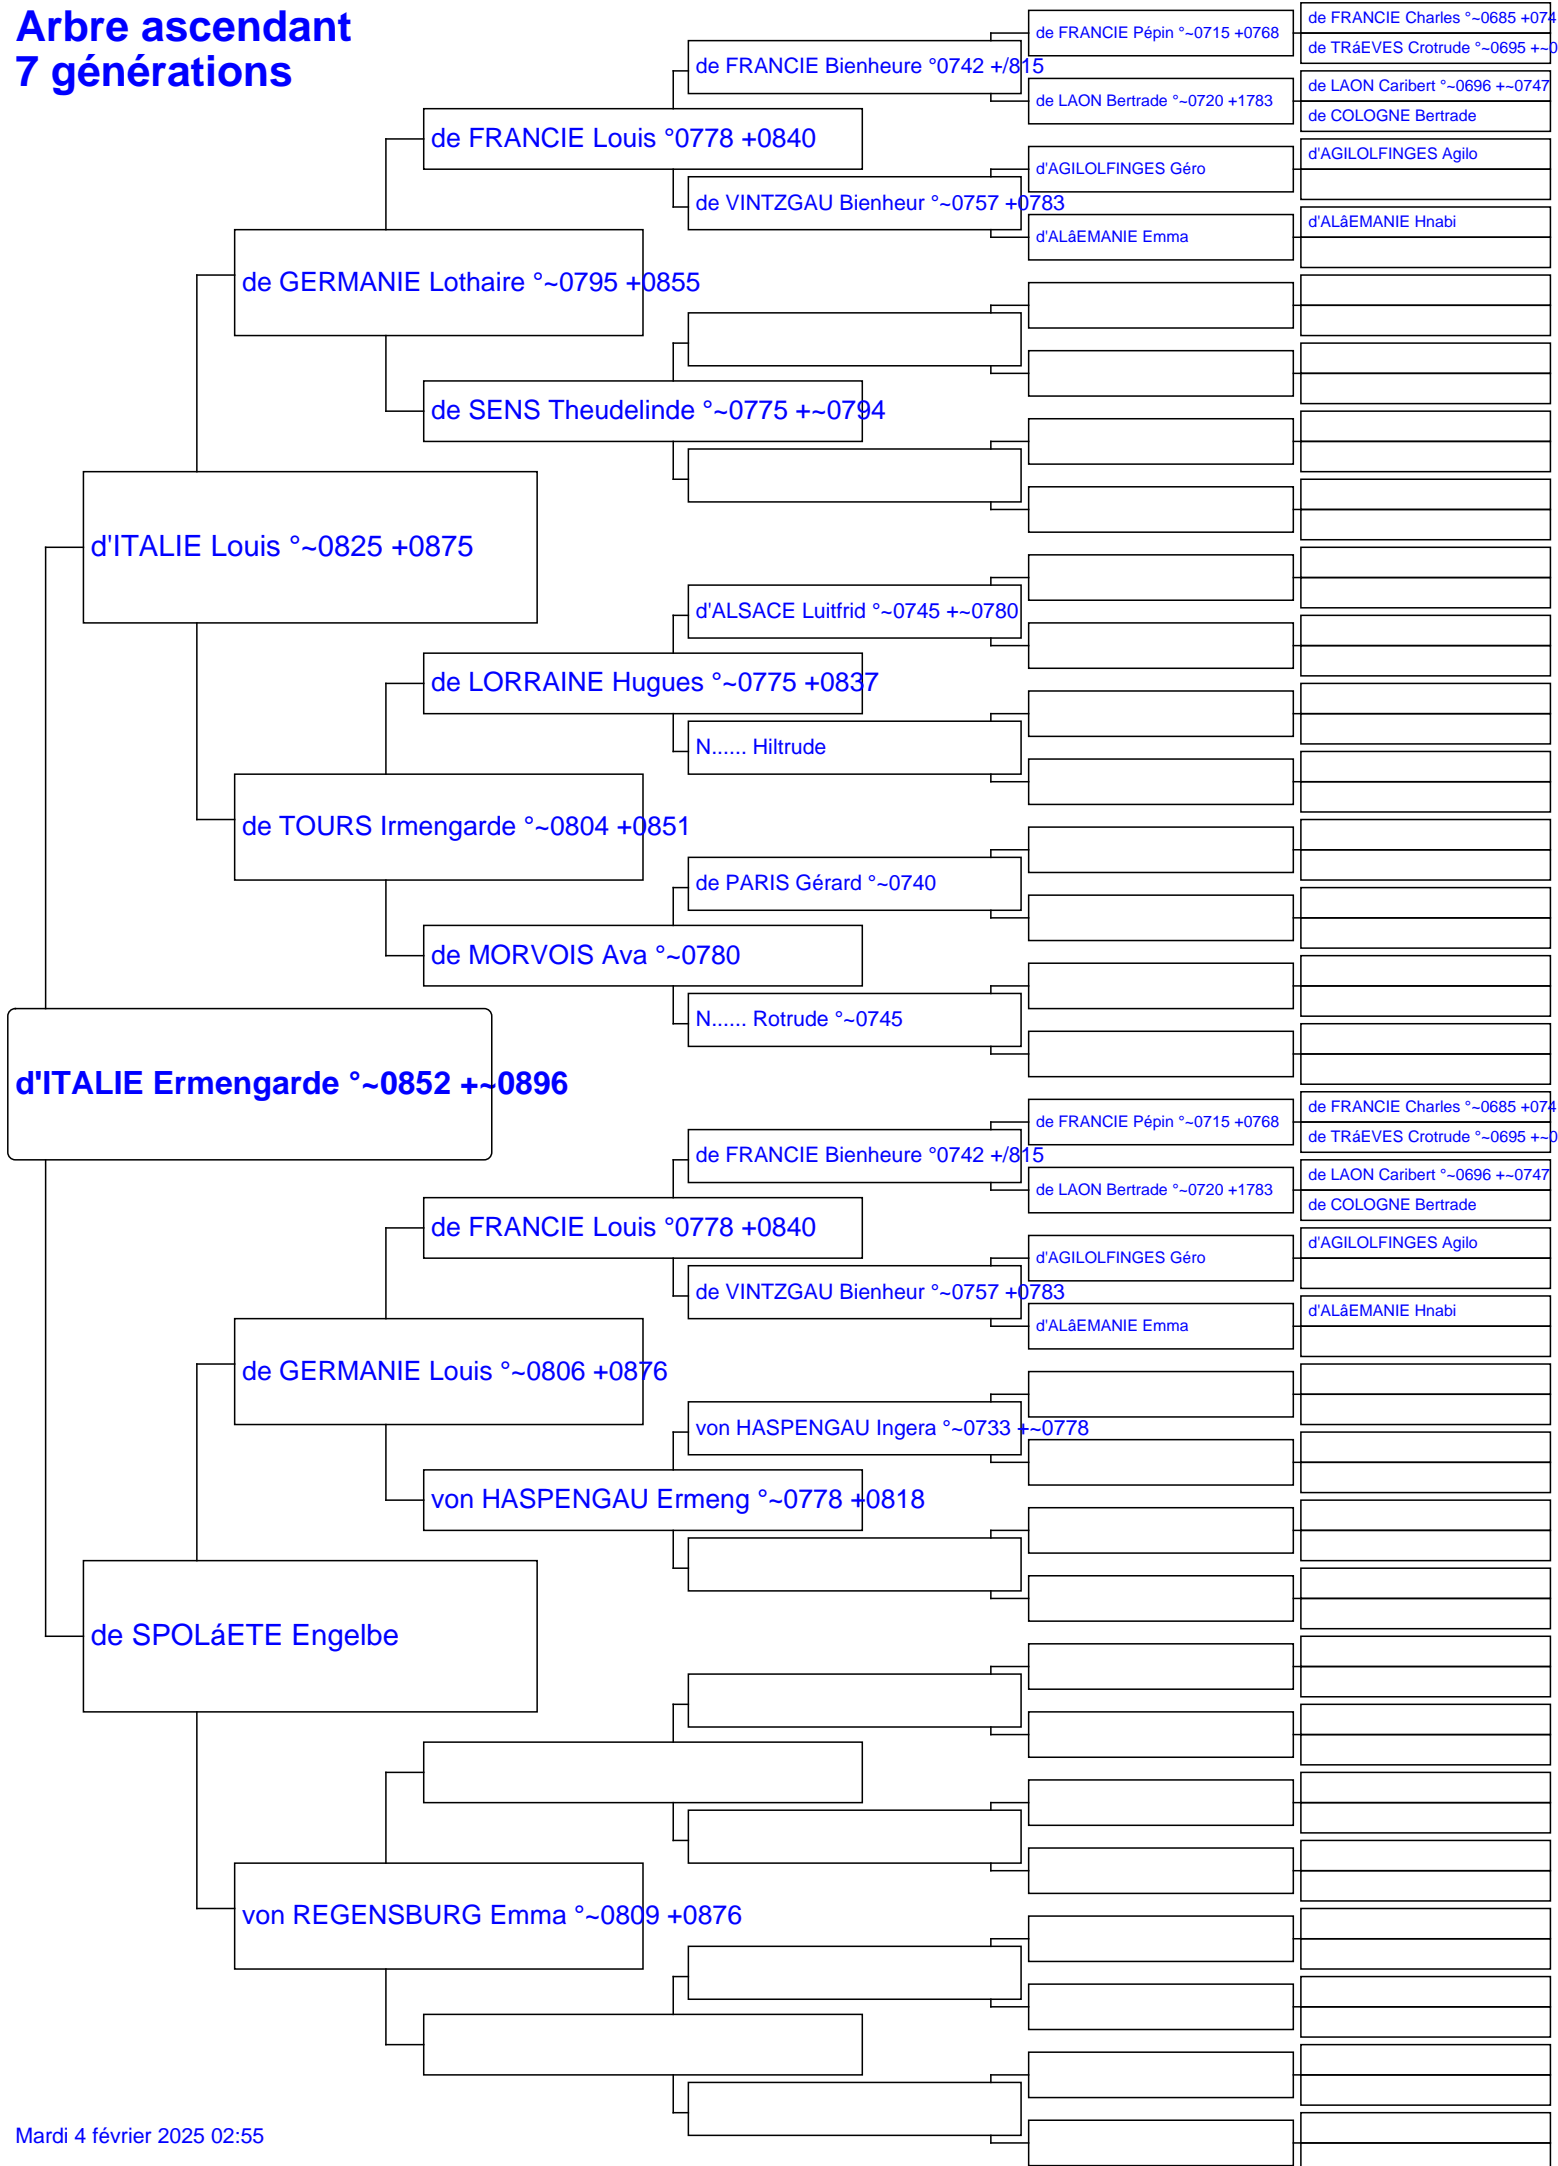 Arbre ascendant
7 générations
de FRANCIE Charles °~0685 +074
de FRANCIE Pépin °~0715 +0768
de TRáEVES Crotrude °~0695 +~0
de FRANCIE Bienheure °0742 +/815
de LAON Caribert °~0696 +~0747
de LAON Bertrade °~0720 +1783
de COLOGNE Bertrade
de FRANCIE Louis °0778 +0840
d'AGILOLFINGES Agilo
d'AGILOLFINGES Géro
de VINTZGAU Bienheur °~0757 +0783
d'ALâEMANIE Hnabi
d'ALâEMANIE Emma
de GERMANIE Lothaire °~0795 +0855
de SENS Theudelinde °~0775 +~0794
d'ITALIE Louis °~0825 +0875
d'ALSACE Luitfrid °~0745 +~0780
de LORRAINE Hugues °~0775 +0837
N...... Hiltrude
de TOURS Irmengarde °~0804 +0851
de PARIS Gérard °~0740
de MORVOIS Ava °~0780
N...... Rotrude °~0745
d'ITALIE Ermengarde °~0852 +~0896
de FRANCIE Charles °~0685 +074
de FRANCIE Pépin °~0715 +0768
de TRáEVES Crotrude °~0695 +~0
de FRANCIE Bienheure °0742 +/815
de LAON Caribert °~0696 +~0747
de LAON Bertrade °~0720 +1783
de COLOGNE Bertrade
de FRANCIE Louis °0778 +0840
d'AGILOLFINGES Agilo
d'AGILOLFINGES Géro
de VINTZGAU Bienheur °~0757 +0783
d'ALâEMANIE Hnabi
d'ALâEMANIE Emma
de GERMANIE Louis °~0806 +0876
von HASPENGAU Ingera °~0733 +~0778
von HASPENGAU Ermeng °~0778 +0818
de SPOLáETE Engelbe
von REGENSBURG Emma °~0809 +0876
Mardi 4 février 2025 02:55